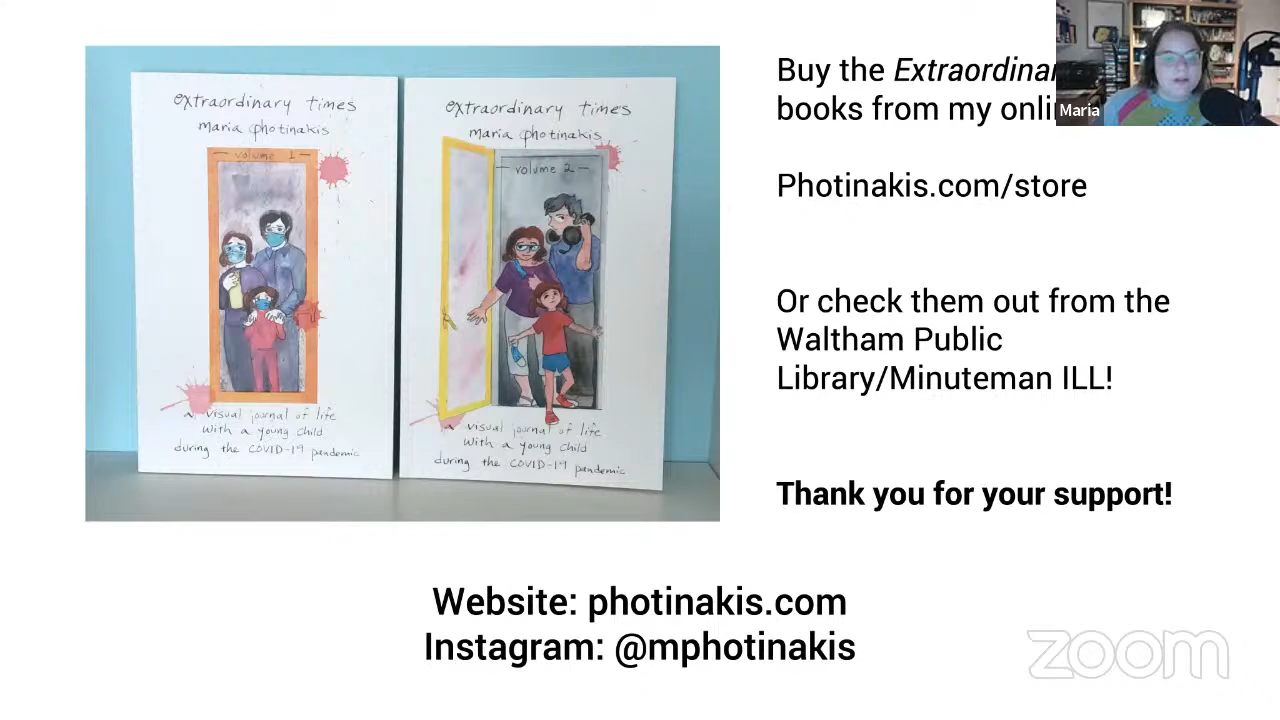 extraordinary times
maria photinakis
volume 1
a visual journal of life
with a young child
during the COVID-19 pandemic
extraordinary times
maria photinakis
volume 2
a visual journal of life
with a young child
during the COVID-19 pandemic
Buy the Extraordinar
books from my onli
Photinakis.com/store
Or check them out from the
Waltham Public
Library/Minuteman ILL!
Thank you for your support!
Website: photinakis.com
Instagram: @mphotinakis
Maria
zoom